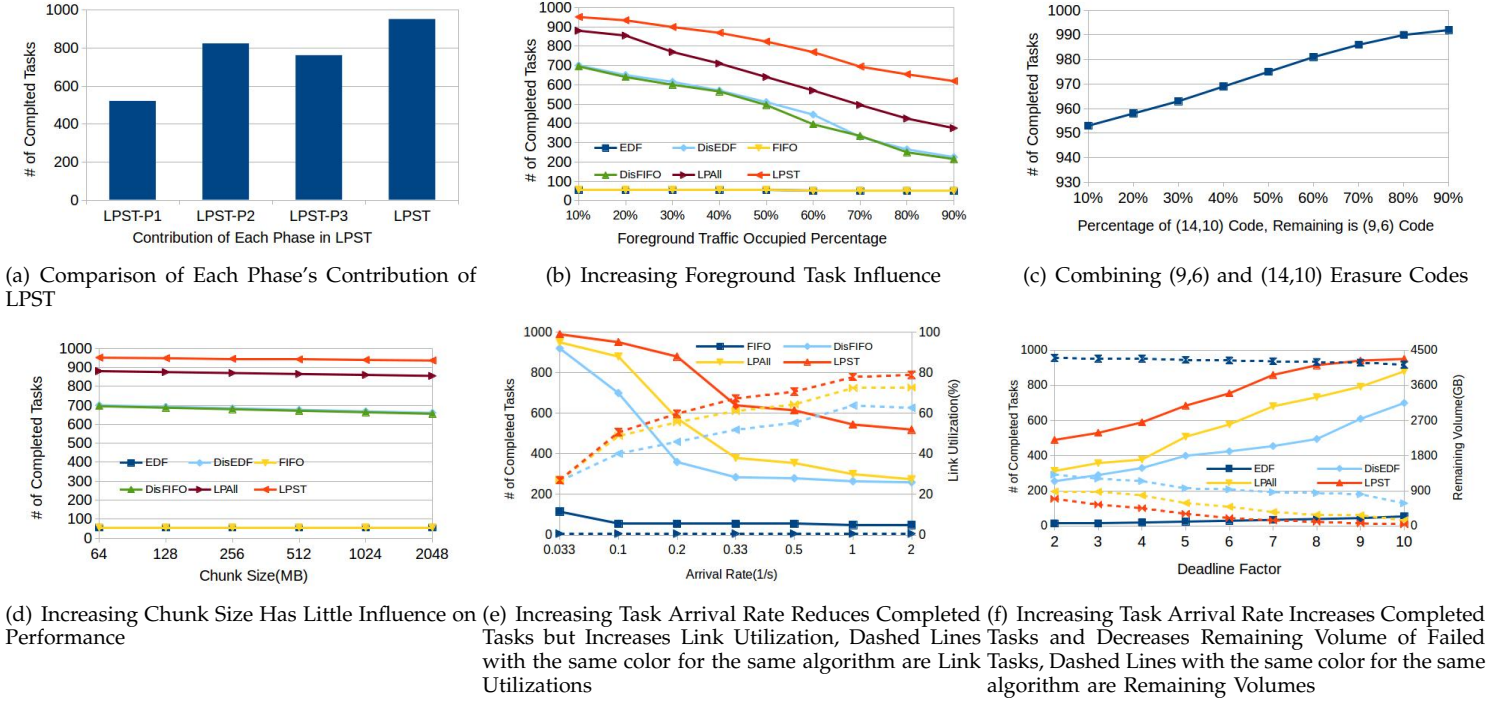 1000
800
600
400
200
0
# of Completed Tasks
LPST-P1 LPST-P2 LPST-P3 LPST
Contribution of Each Phase in LPST
(a) Comparison of Each Phase's Contribution of
LPST
1000
900
800
700
600
500
400
300
200
100
0
# of Completed Tasks
EDF DisEDF FIFO
DisFIFO LPAll LPST
10% 20% 30% 40% 50% 60% 70% 80% 90%
Foreground Traffic Occupied Percentage
(b) Increasing Foreground Task Influence
1000
990
980
970
960
950
940
930
# of Completed Tasks
10% 20% 30% 40% 50% 60% 70% 80% 90%
Percentage of (14,10) Code, Remaining is (9,6) Code
(c) Combining (9,6) and (14,10) Erasure Codes
1000
900
800
700
600
500
400
300
200
100
0
# of Completed Tasks
EDF DisEDF FIFO
DisFIFO LPAll LPST
64 128 256 512 1024 2048
Chunk Size(MB)
(d) Increasing Chunk Size Has Little Influence on
Performance
1000
800
600
400
200
0
# of Completed Tasks
FIFO DisFIFO
LPAll LPST
100
80
60
40
20
0
Link Utilization(%)
0.033 0.1 0.2 0.33 0.5 1 2
Arrival Rate(1/s)
(e) Increasing Task Arrival Rate Reduces Completed
Tasks but Increases Link Utilization, Dashed Lines
with the same color for the same algorithm are Link
Utilizations
1000
800
600
400
200
0
# of Completed Tasks
EDF DisEDF
LPAll LPST
4500
3600
2700
1800
900
0
Remaining Volume(GB)
2 3 4 5 6 7 8 9 10
Deadline Factor
(f) Increasing Task Arrival Rate Increases Completed
Tasks and Decreases Remaining Volume of Failed
Tasks, Dashed Lines with the same color for the same
algorithm are Remaining Volumes